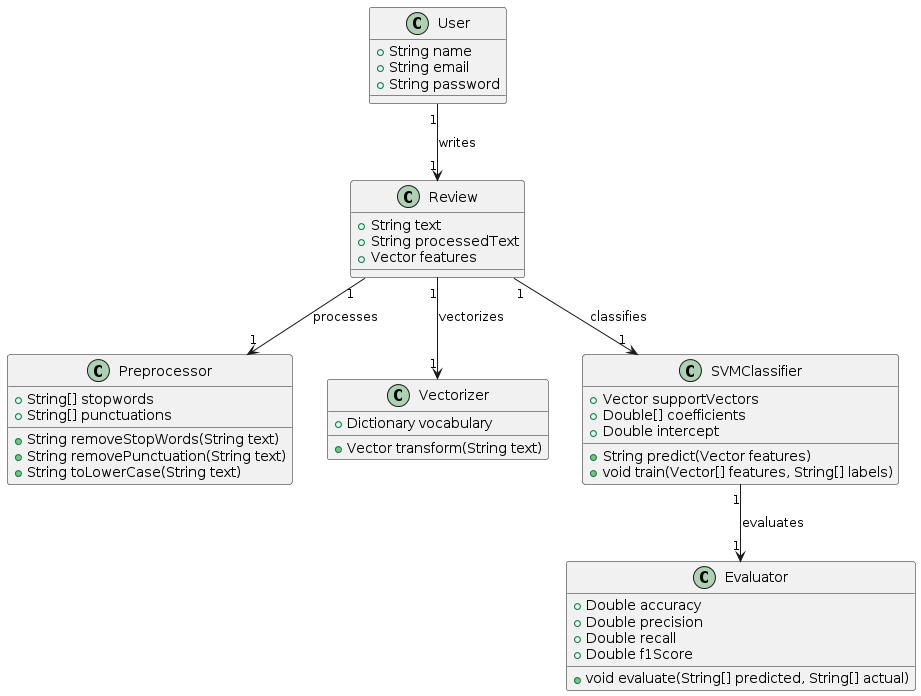 C User
String name
String email
String password
1
writes
1
C Review
String text
String processedText
Vector features
1 1 1
processes vectorizes classifies
1 1 1
C Preprocessor
String[] stopwords
String[] punctuations
String removeStopWords(String text)
String removePunctuation(String text)
String toLowerCase(String text)
C Vectorizer
Dictionary vocabulary
Vector transform(String text)
C SVMClassifier
Vector supportVectors
Double[] coefficients
Double intercept
String predict(Vector features)
void train(Vector[] features, String[] labels)
1
evaluates
1
C Evaluator
Double accuracy
Double precision
Double recall
Double f1Score
void evaluate(String[] predicted, String[] actual)